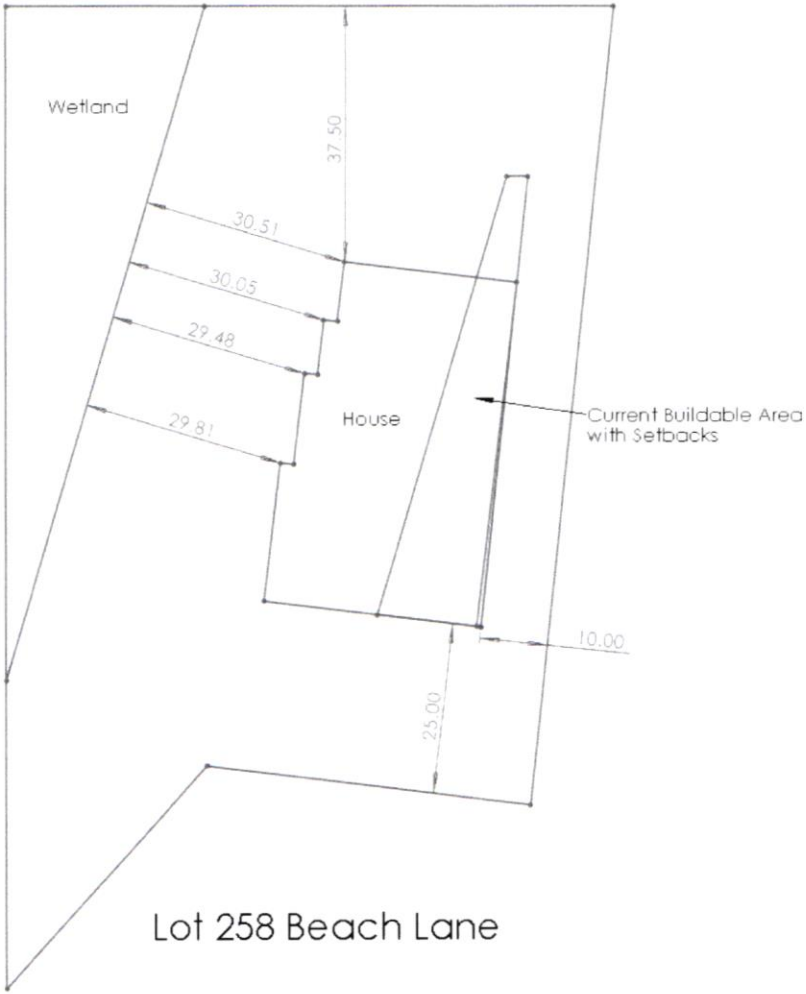 Wetland
37.50
30.51
30.05
29.48
House
Current Buildable Area
with Setbacks
29.81
10.00
25.00
Lot 258 Beach Lane